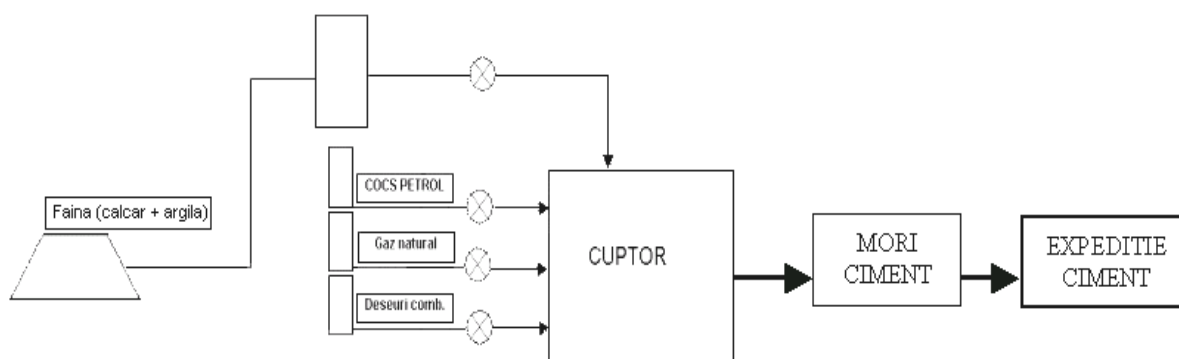 COCS PETROL
Faina (calcar + argila)
Gaz natural
Deseuri comb.
CUPTOR
MORI
CIMENT
EXPEDITIE
CIMENT